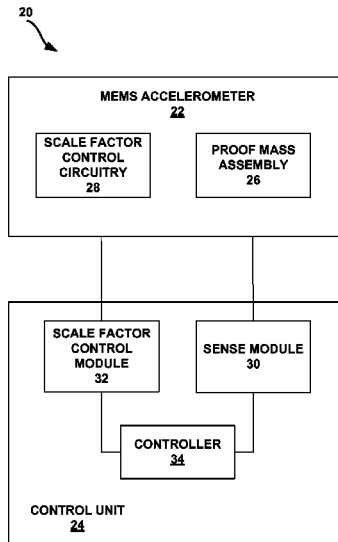 20
MEMS ACCELEROMETER
22
SCALE FACTOR
CONTROL
CIRCUITRY
28
PROOF MASS
ASSEMBLY
26
SCALE FACTOR
CONTROL
MODULE
32
SENSE MODULE
30
CONTROLLER
34
CONTROL UNIT
24